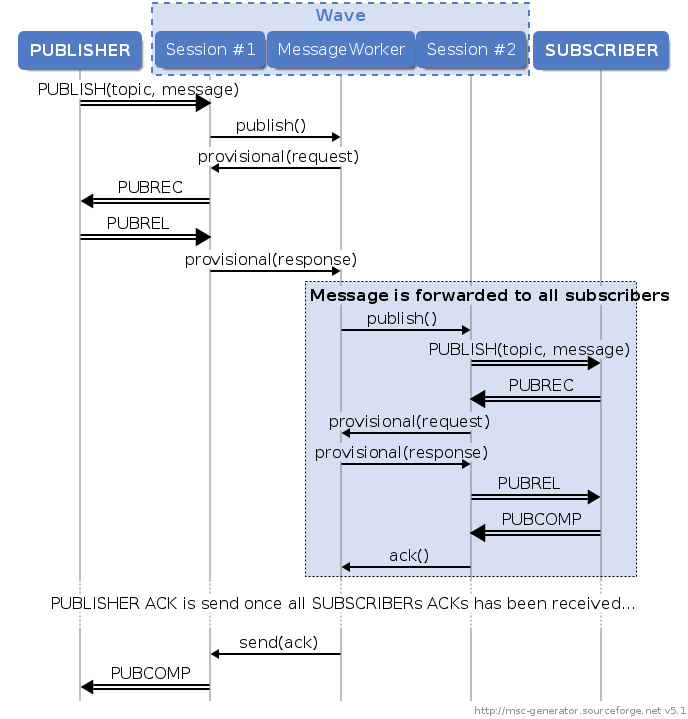 Wave
PUBLISHER
Session #1
MessageWorker
Session #2
SUBSCRIBER
PUBLISH(topic, message)
publish()
provisional(request)
PUBREC
PUBREL
provisional(response)
Message is forwarded to all subscribers
publish()
PUBLISH(topic, message)
PUBREC
provisional(request)
provisional(response)
PUBREL
PUBCOMP
ack()
PUBLISHER ACK is send once all SUBSCRIBERs ACKs has been received...
send(ack)
PUBCOMP
http://msc-generator.sourceforge.net v5.1